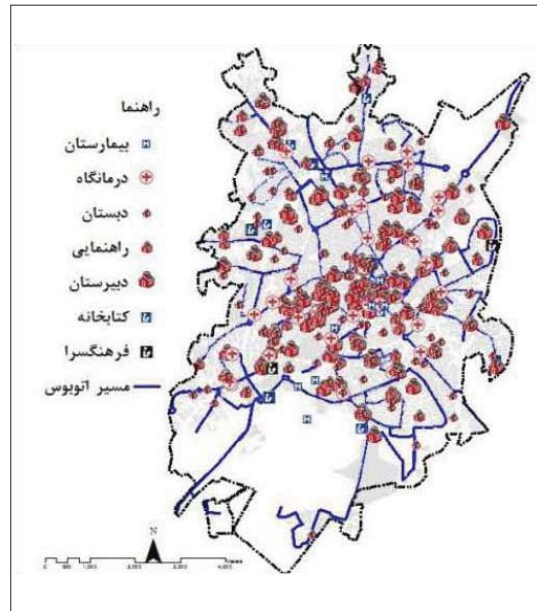 راهنما
بیمارستان
درمانگاه
دبستان
راهنمایی
دبیرستان
کتابخانه
فرهنگسرا
مسیر اتوبوس
N